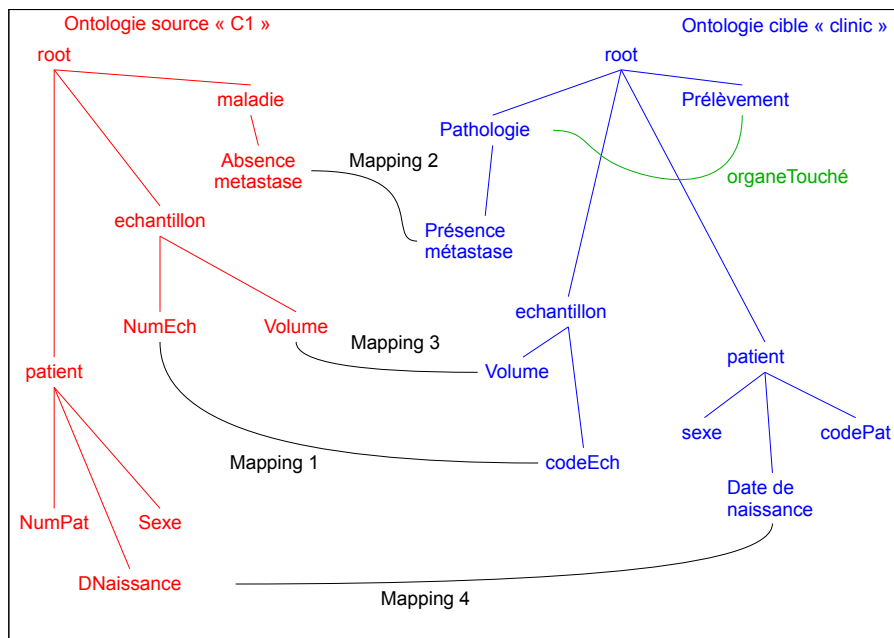 Ontologie source « C1 »
Ontologie cible « clinic »
root
root
maladie
Prélèvement
Pathologie
Absence
metastase
Mapping 2
organeTouché
echantillon
Présence
métastase
echantillon
NumEch
Volume
Mapping 3
patient
patient
Volume
sexe
codePat
Mapping 1
codeEch
Date de
naissance
NumPat
Sexe
DNaissance
Mapping 4